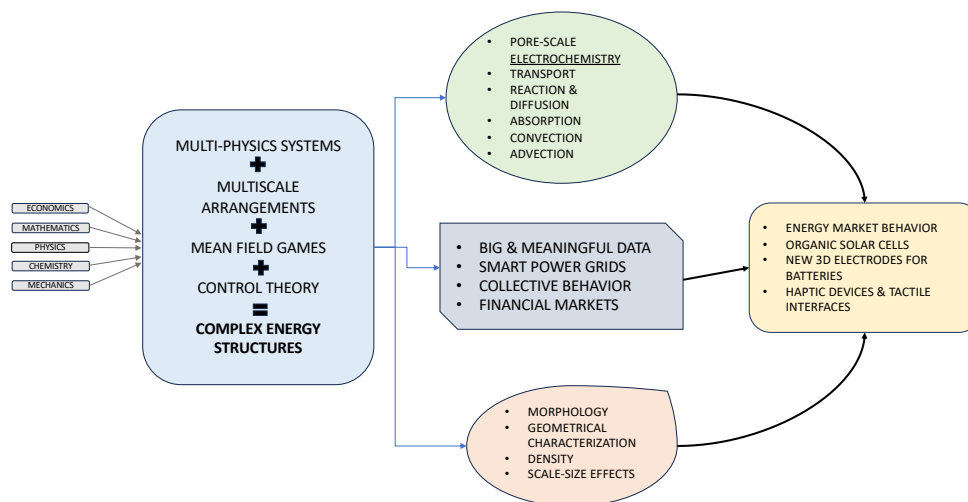 ECONOMICS
MATHEMATICS
PHYSICS
CHEMISTRY
MECHANICS
MULTI-PHYSICS SYSTEMS
+
MULTISCALE
ARRANGEMENTS
+
MEAN FIELD GAMES
+
CONTROL THEORY
=
COMPLEX ENERGY
STRUCTURES
• PORE-SCALE
ELECTROCHEMISTRY
• TRANSPORT
• REACTION &
DIFFUSION
• ABSORPTION
• CONVECTION
• ADVECTION
• BIG & MEANINGFUL DATA
• SMART POWER GRIDS
• COLLECTIVE BEHAVIOR
• FINANCIAL MARKETS
• MORPHOLOGY
• GEOMETRICAL
CHARACTERIZATION
• DENSITY
• SCALE-SIZE EFFECTS
• ENERGY MARKET BEHAVIOR
• ORGANIC SOLAR CELLS
• NEW 3D ELECTRODES FOR
BATTERIES
• HAPTIC DEVICES & TACTILE
INTERFACES